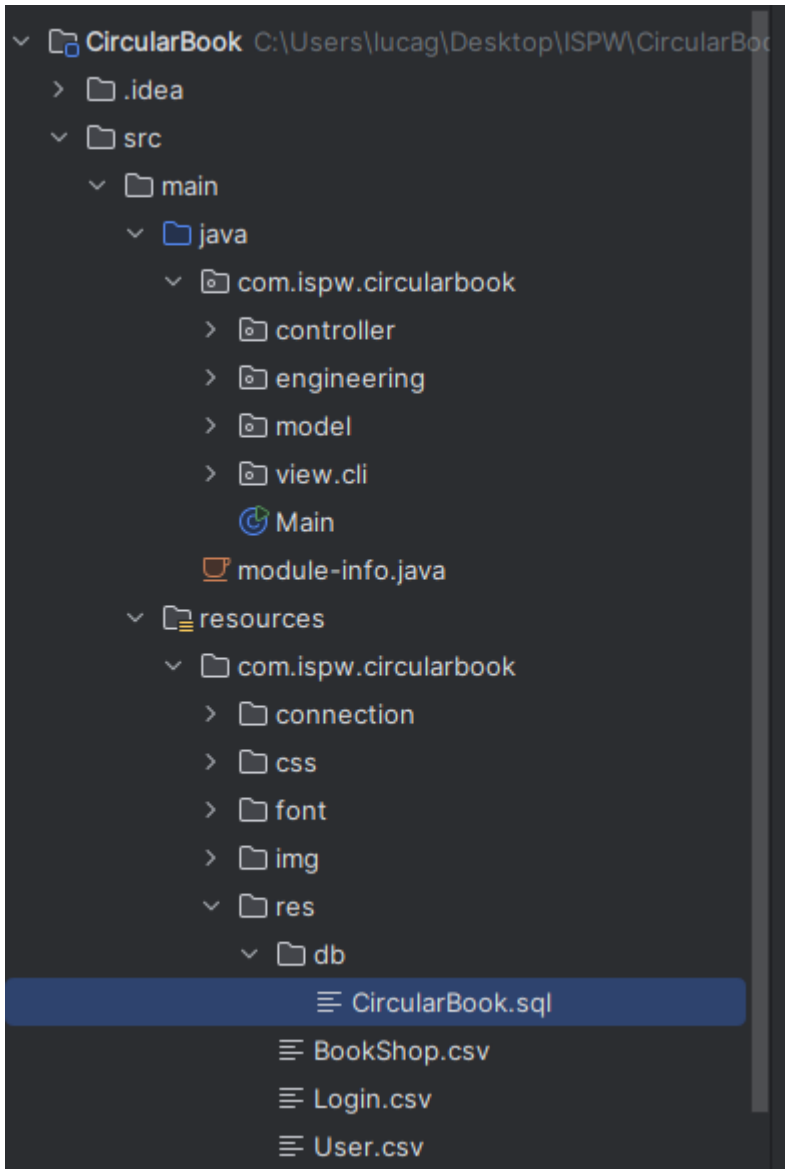 CircularBook C:\Users\lucag\Desktop\ISPW\CircularBoo
.idea
src
main
java
com.ispw.circularbook
controller
engineering
model
view.cli
Main
module-info.java
resources
com.ispw.circularbook
connection
css
font
img
res
db
CircularBook.sql
BookShop.csv
Login.csv
User.csv